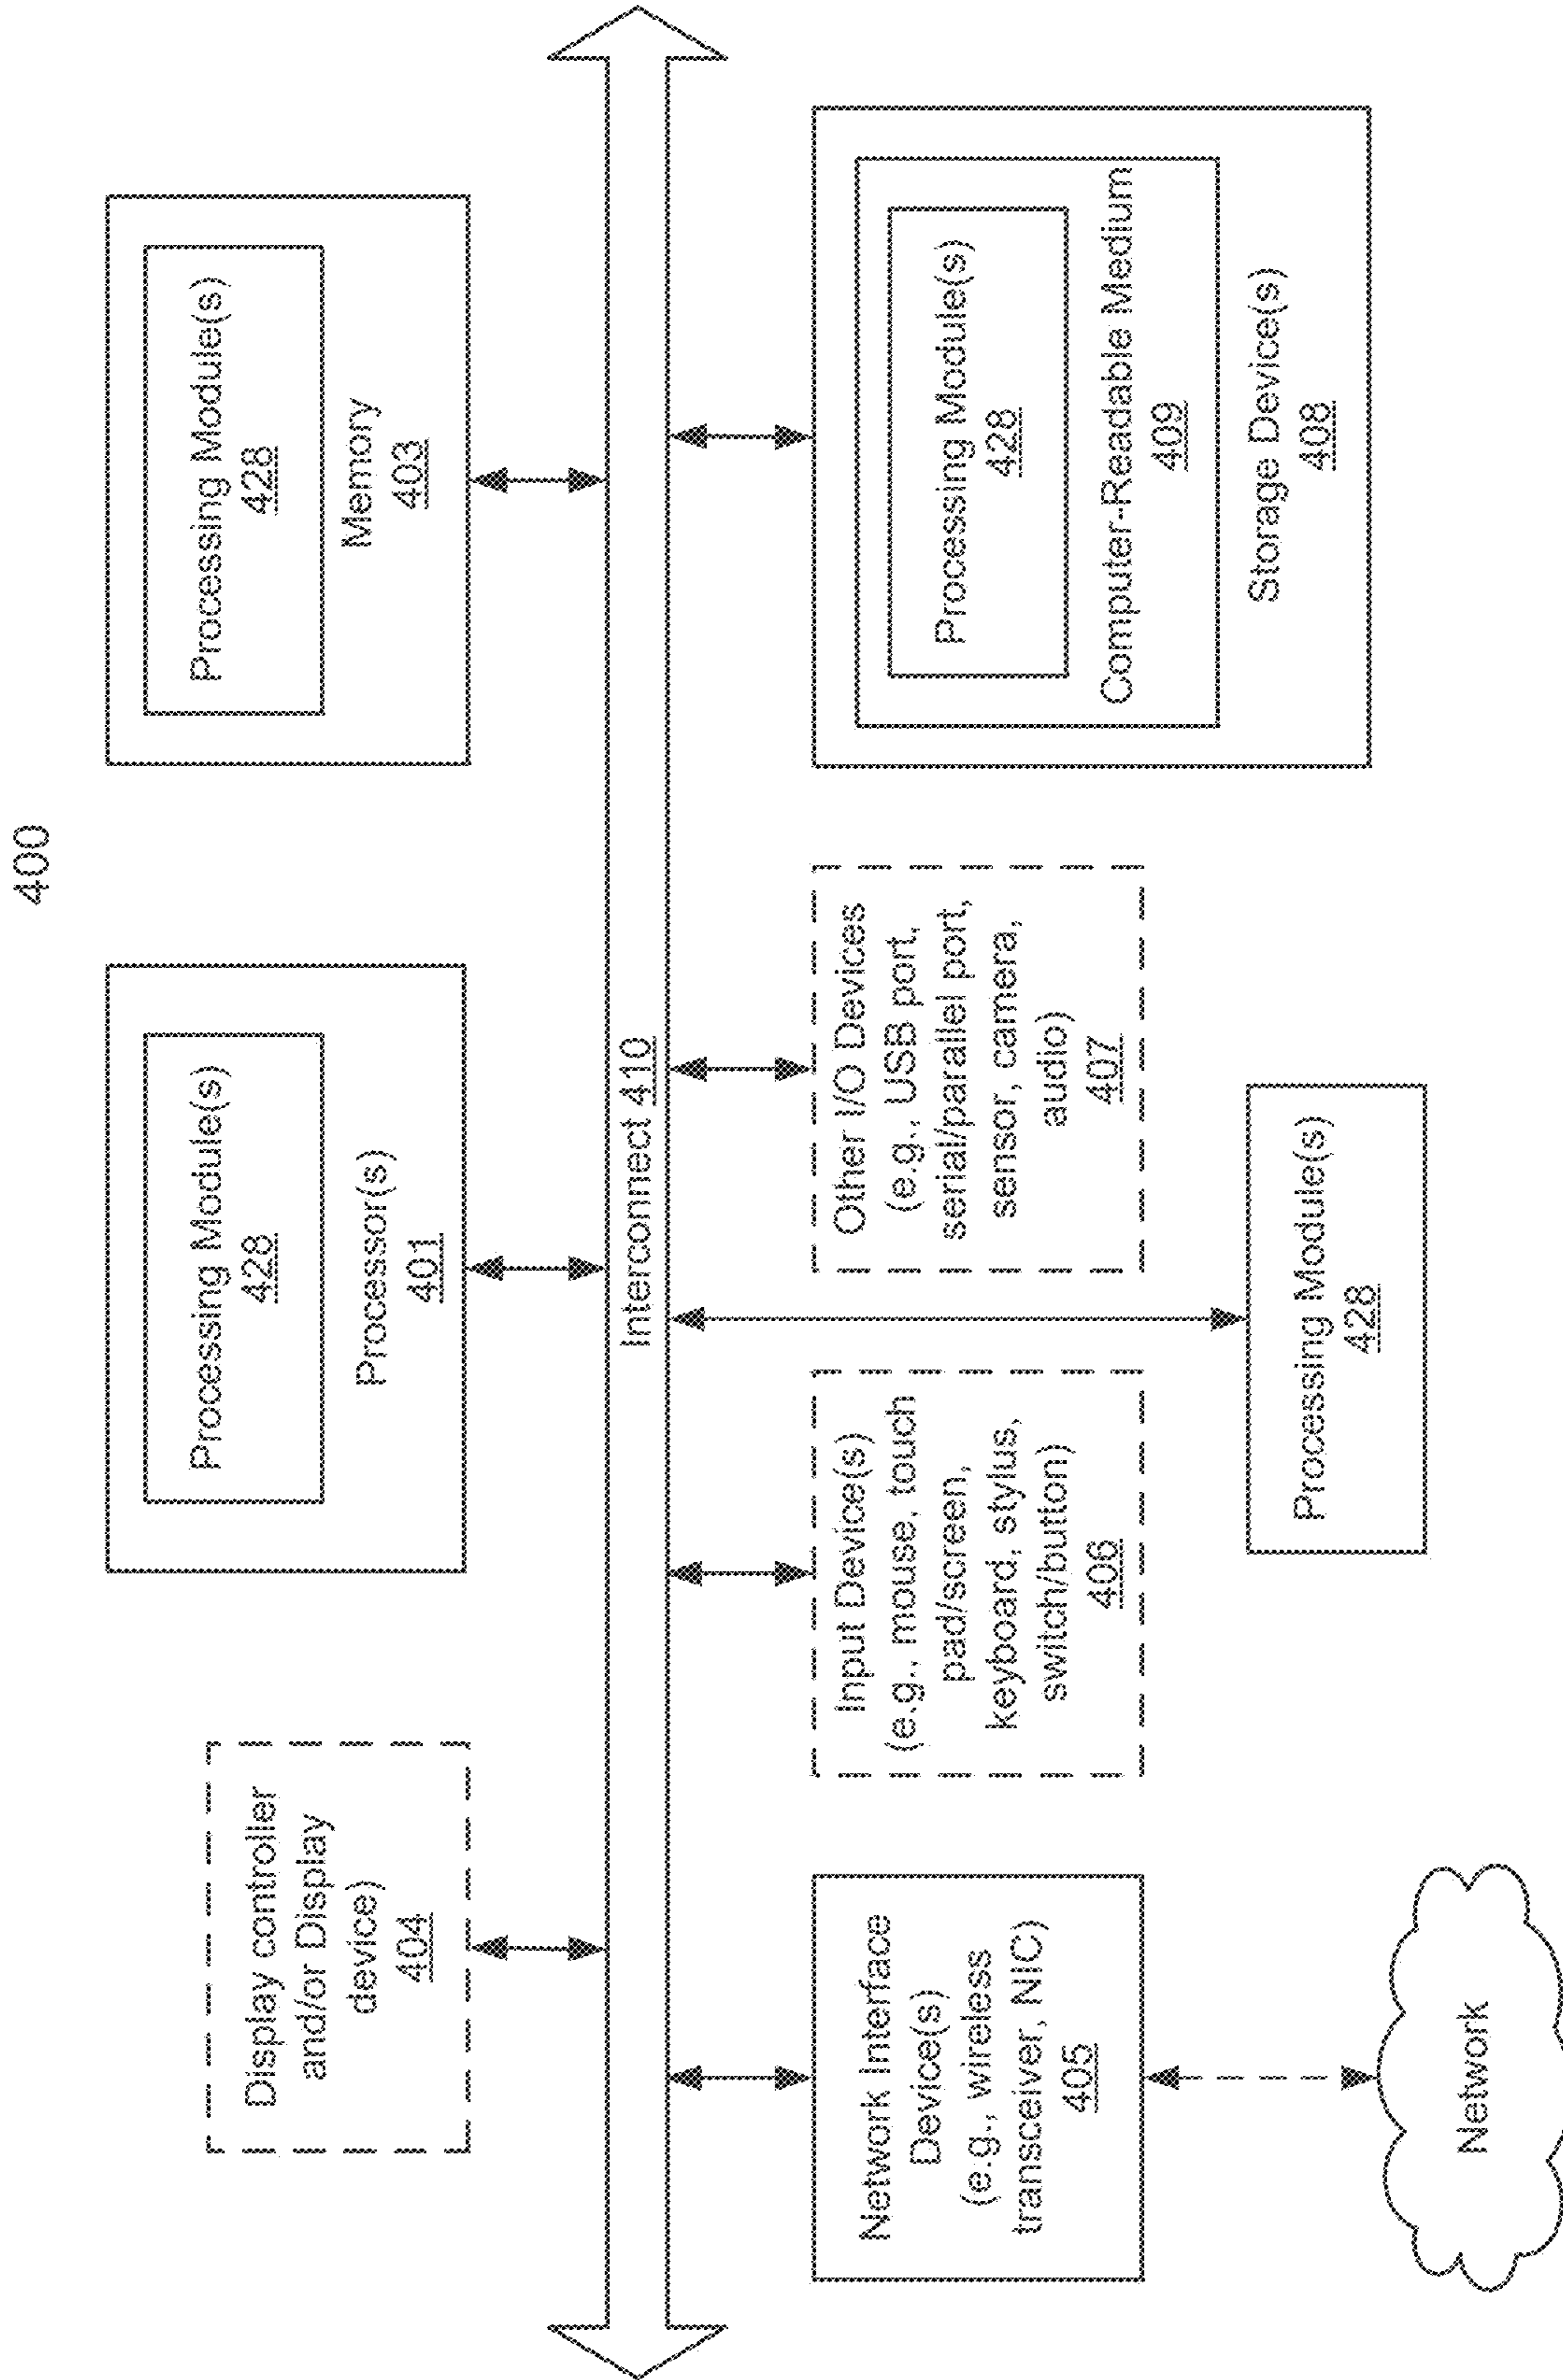 400
Display controller
and/or Display
device)
404
Processing Module(s)
428
Processor(s)
401
Processing Module(s)
428
Memory
403
Interconnect 410
Network Interface
Device(s)
(e.g., wireless
transceiver, NIC)
405
Input Device(s)
(e.g., mouse, touch
pad/screen,
keyboard, stylus,
switch/button)
406
Other I/O Devices
(e.g., USB port,
serial/parallel port,
sensor, camera,
audio)
407
Processing Module(s)
428
Computer-Readable Medium
409
Storage Device(s)
408
Processing Module(s)
428
Network